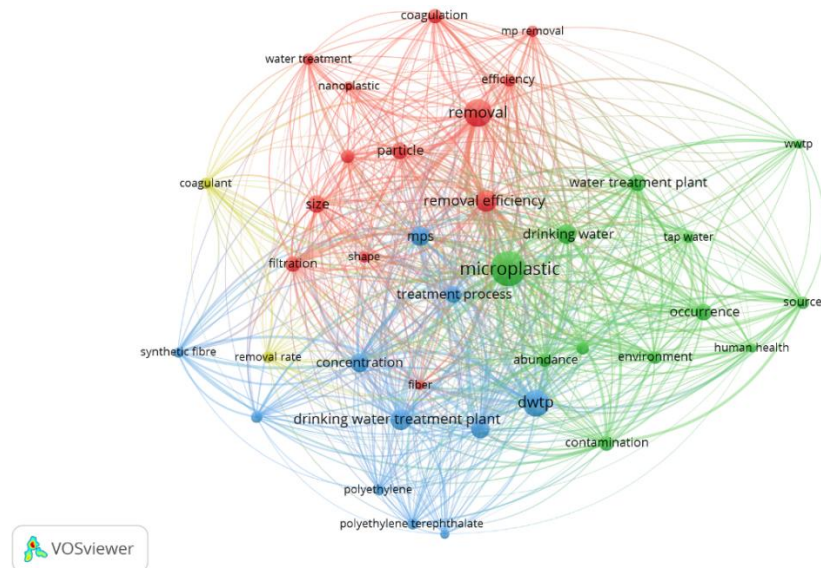 coagulation
mp removal
water treatment
efficiency
nanoplastic
removal
wwtp
particle
coagulant
water treatment plant
size
removal efficiency
drinking water
tap water
mps
shape
filtration
microplastic
treatment process
source
occurrence
human health
synthetic fibre
removal rate
concentration
abundance
environment
fiber
dwtp
drinking water treatment plant
contamination
polyethylene
polyethylene terephthalate
VOSviewer